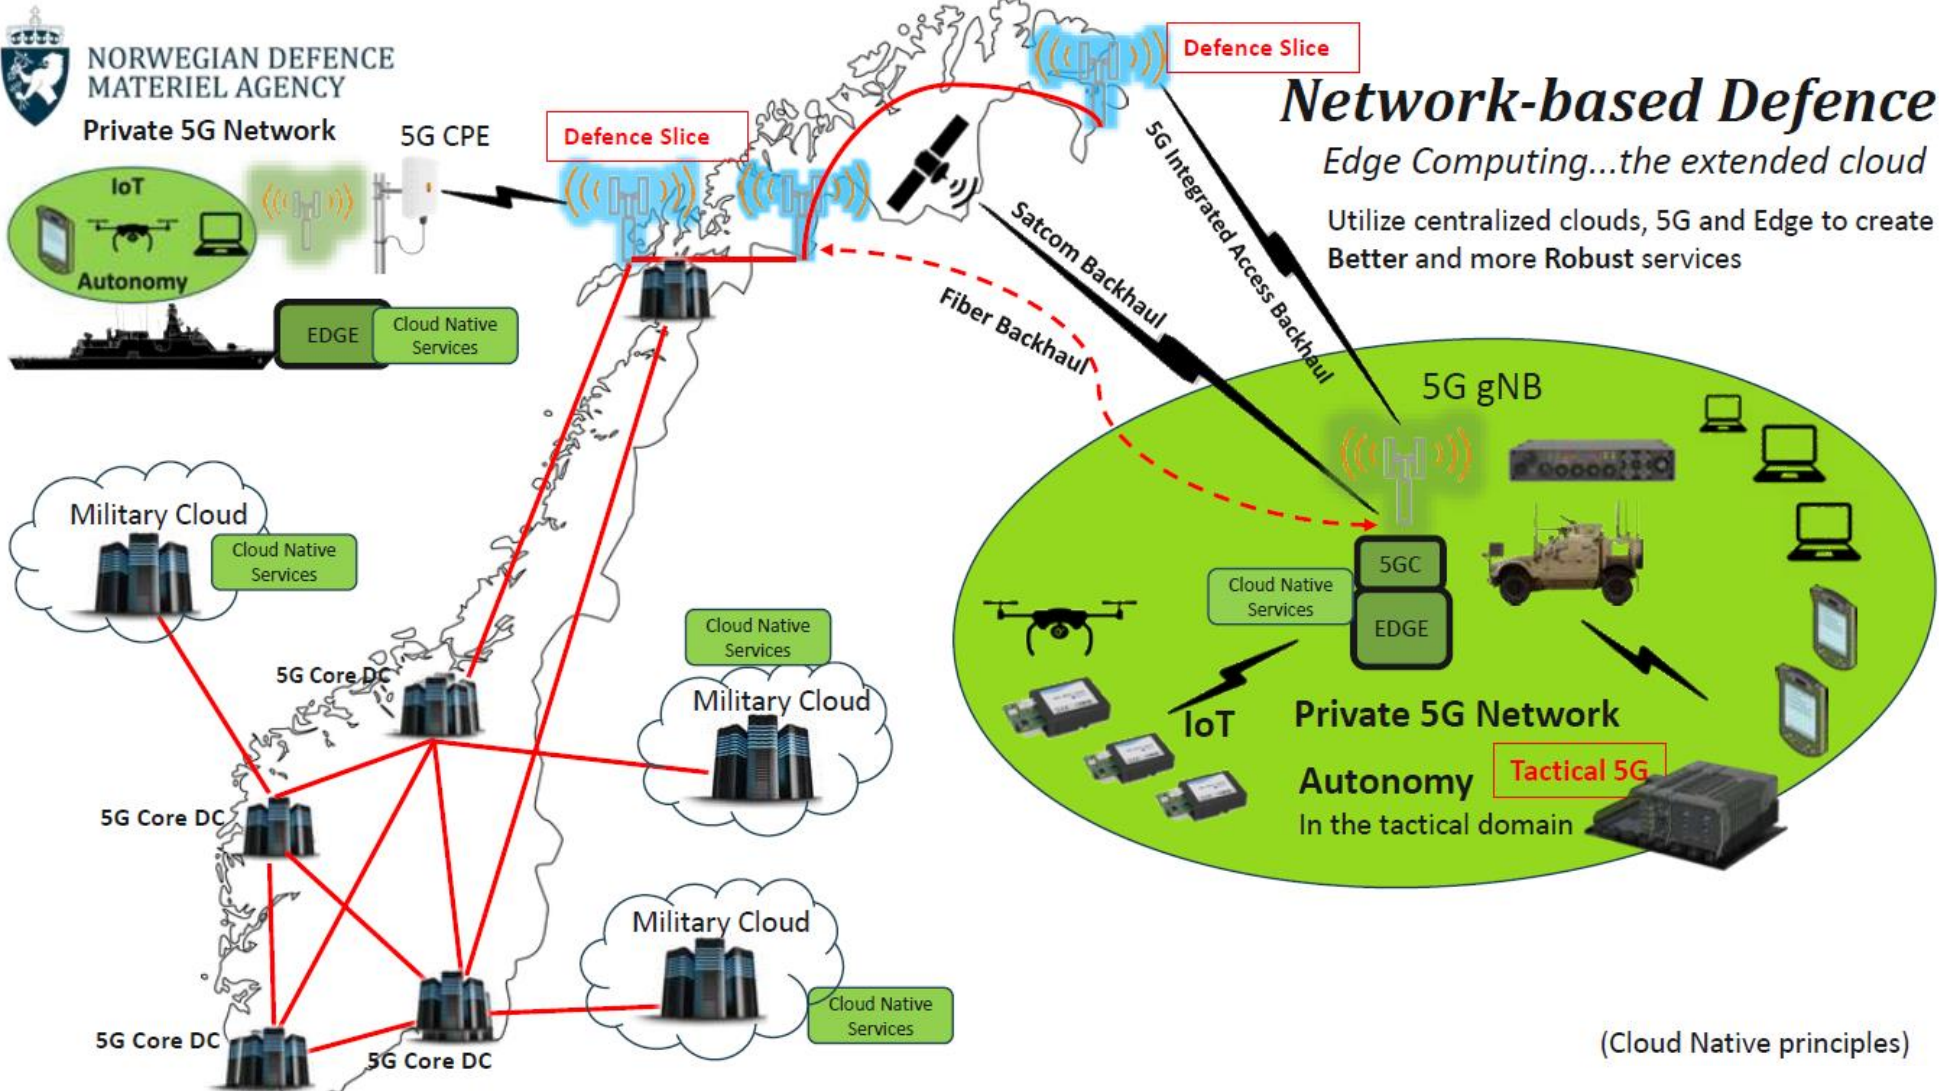 NORWEGIAN DEFENCE
MATERIEL AGENCY
Private 5G Network
5G CPE
IoT
Autonomy
EDGE
Cloud Native
Services
Defence Slice
Defence Slice
Network-based Defence
Edge Computing...the extended cloud
Utilize centralized clouds, 5G and Edge to create
Better and more Robust services
5G Integrated Access Backhaul
Satcom Backhaul
Fiber Backhaul
5G gNB
5GC
EDGE
Cloud Native
Services
IoT
Private 5G Network
Autonomy
Tactical 5G
In the tactical domain
Military Cloud
Cloud Native
Services
5G Core DC
Cloud Native
Services
Military Cloud
5G Core DC
Military Cloud
Cloud Native
Services
5G Core DC
5G Core DC
(Cloud Native principles)